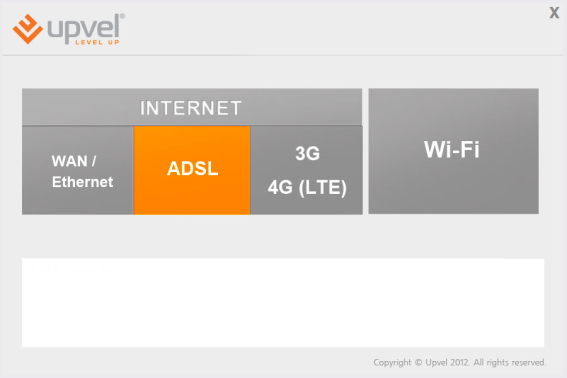 X
upvel®
LEVEL UP
INTERNET
Wi-Fi
WAN /
Ethernet
ADSL
3G
4G (LTE)
Copyright © Upvel 2012. All rights reserved.